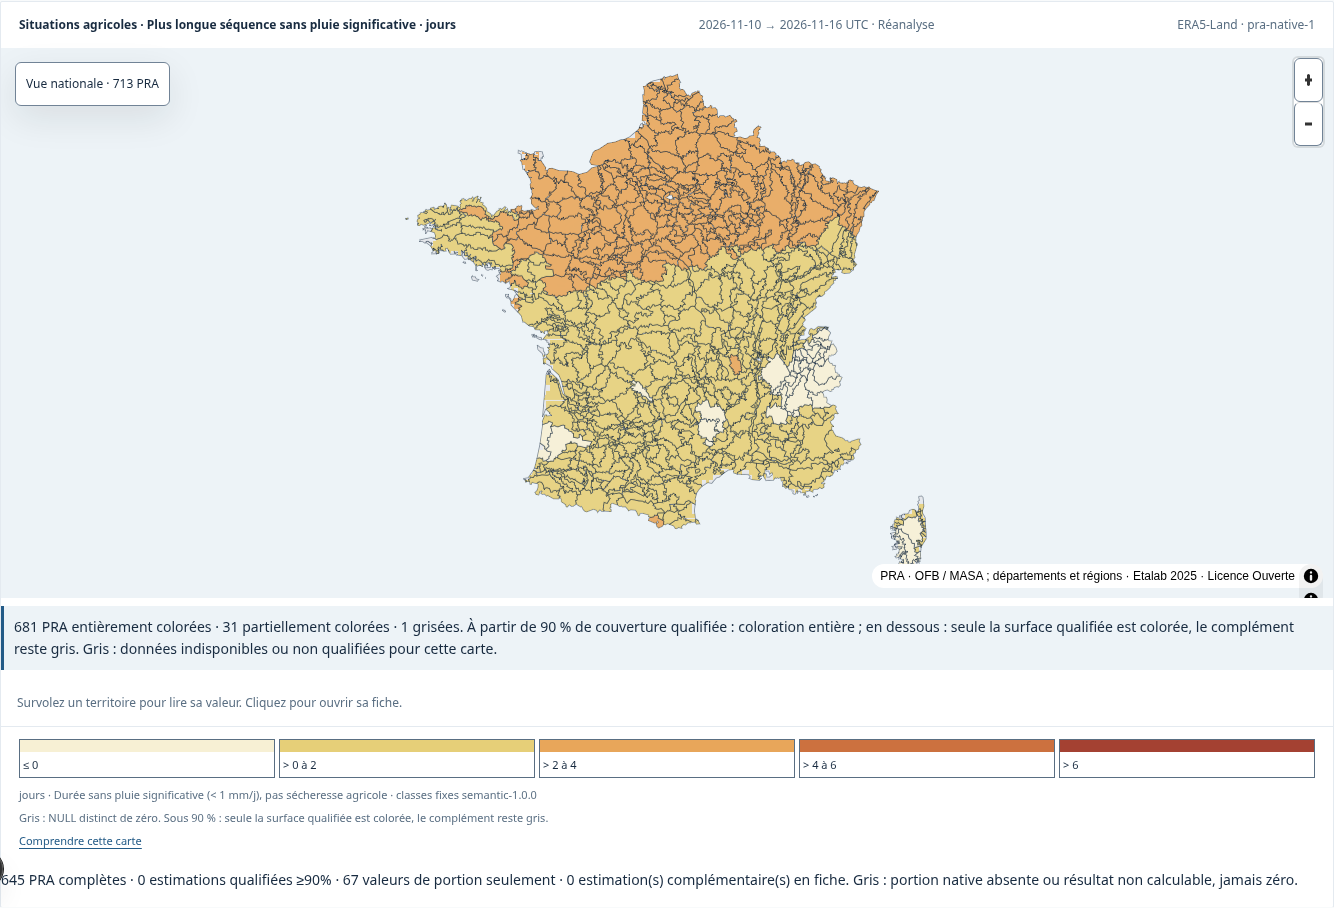 Situations agricoles · Plus longue séquence sans pluie significative · jours
2026-11-10 → 2026-11-16 UTC · Réanalyse
ERA5-Land · pra-native-1
Vue nationale · 713 PRA
+
-
PRA · OFB / MASA ; départements et régions · Etalab 2025 · Licence Ouverte
681 PRA entièrement colorées · 31 partiellement colorées · 1 grisées. À partir de 90 % de couverture qualifiée : coloration entière ; en dessous : seule la surface qualifiée est colorée, le complément
reste gris. Gris : données indisponibles ou non qualifiées pour cette carte.
Survolez un territoire pour lire sa valeur. Cliquez pour ouvrir sa fiche.
≤ 0
> 0 à 2
> 2 à 4
> 4 à 6
> 6
jours · Durée sans pluie significative (< 1 mm/j), pas sécheresse agricole · classes fixes semantic-1.0.0
Gris : NULL distinct de zéro. Sous 90 % : seule la surface qualifiée est colorée, le complément reste gris.
Comprendre cette carte
645 PRA complètes · 0 estimations qualifiées ≥90% · 67 valeurs de portion seulement · 0 estimation(s) complémentaire(s) en fiche. Gris : portion native absente ou résultat non calculable, jamais zéro.